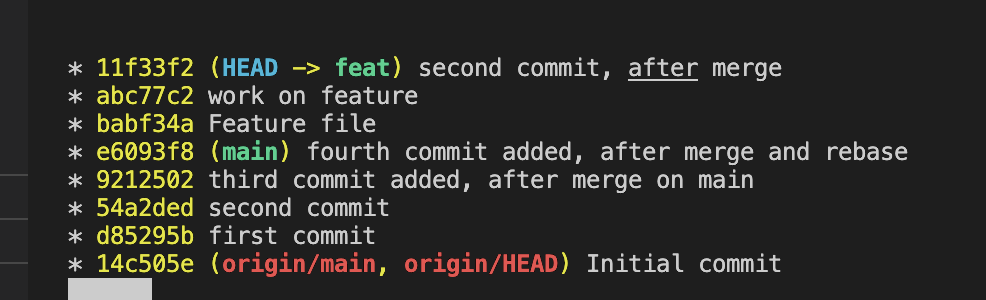 * 11f33f2 (HEAD -> feat) second commit, after merge
* abc77c2 work on feature
* babf34a Feature file
* e6093f8 (main) fourth commit added, after merge and rebase
* 9212502 third commit added, after merge on main
* 54a2ded second commit
* d85295b first commit
* 14c505e (origin/main, origin/HEAD) Initial commit